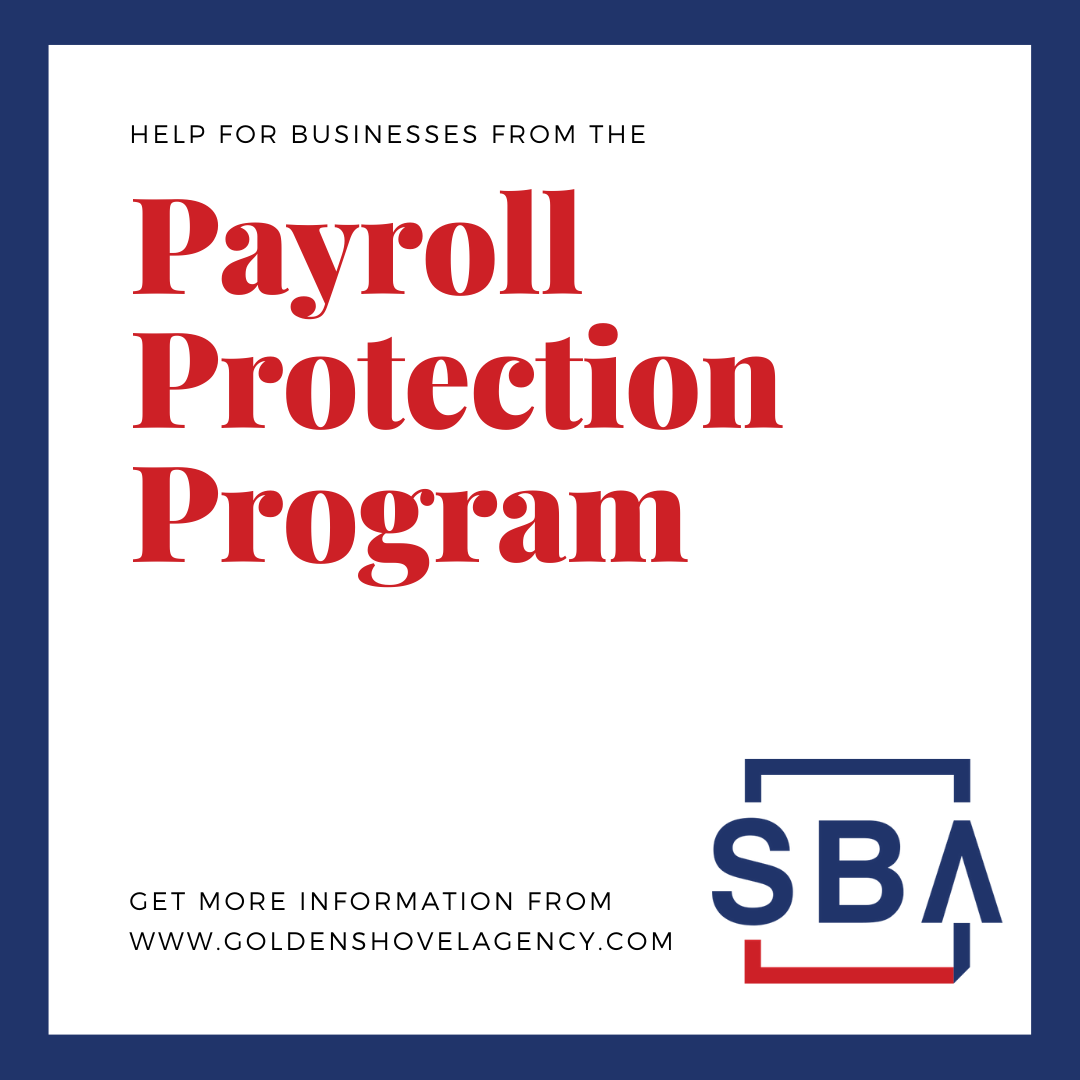 HELP FOR BUSINESSES FROM THE
Payroll
Protection
Program
GET MORE INFORMATION FROM
WWW.GOLDENSHOVELAGENCY.COM
SBA